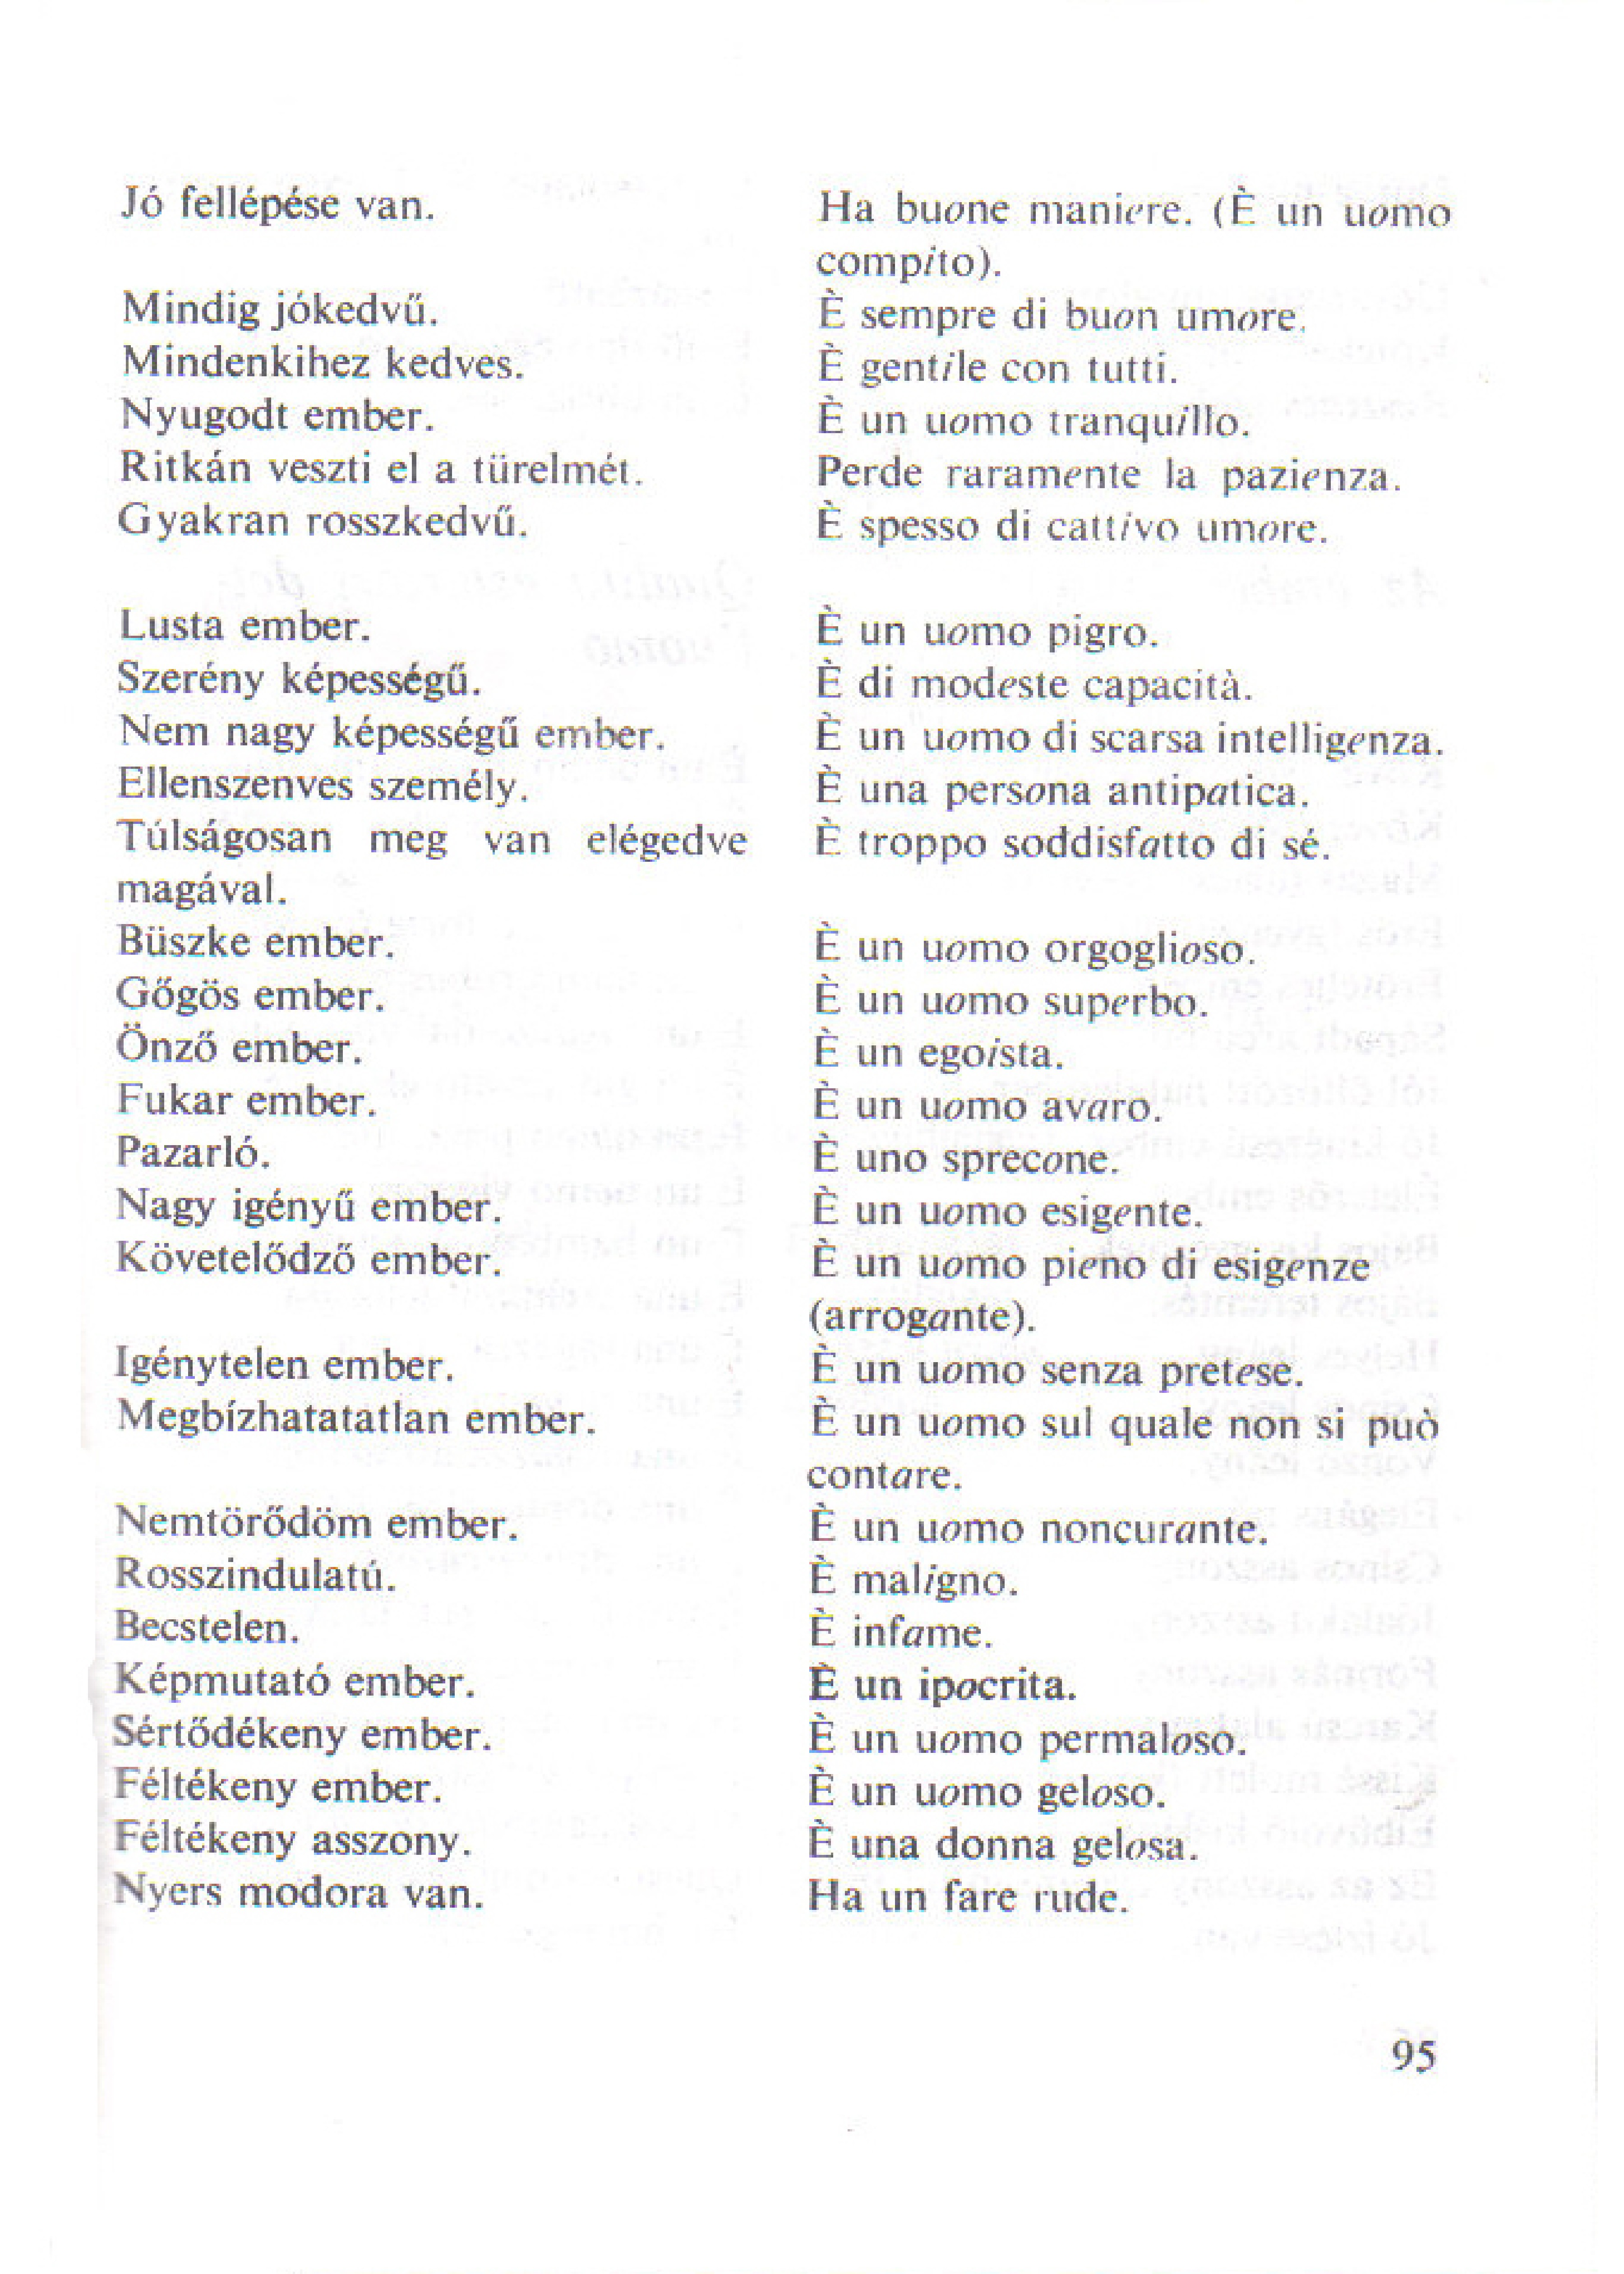 Jó fellépése van.
Ha buone maniere. (È un uomo
compito).
Mindig jókedvű.
È sempre di buon umore.
Mindenkihez kedves.
È gentile con tutti.
Nyugodt ember.
È un uomo tranquillo.
Ritkán veszti el a türelmét.
Perde raramente la pazienza.
Gyakran rosszkedvű.
È spesso di cattivo umore.
Lusta ember.
È un uomo pigro.
Szerény képességű.
È di modeste capacità.
Nem nagy képességű ember.
È un uomo di scarsa intelligenza.
Ellenszenves személy.
È una persona antipatica.
Túlságosan meg van elégedve
magával.
È troppo soddisfatto di sé.
Büszke ember.
È un uomo orgoglioso.
Gőgös ember.
È un uomo superbo.
Önző ember.
È un egoista.
Fukar ember.
È un uomo avaro.
Pazarló.
È uno sprecone.
Nagy igényű ember.
È un uomo esigente.
Követelődző ember.
È un uomo pieno di esigenze
(arrogante).
Igénytelen ember.
È un uomo senza pretese.
Megbízhatatatlan ember.
È un uomo sul quale non si può
contare.
Nemtörődöm ember.
È un uomo noncurante.
Rosszindulatú.
È maligno.
Becstelen.
È infame.
Képmutató ember.
È un ipocrita.
Sértődékeny ember.
È un uomo permaloso.
Féltékeny ember.
È un uomo geloso.
Féltékeny asszony.
È una donna gelosa.
Nyers modora van.
Ha un fare rude.
95